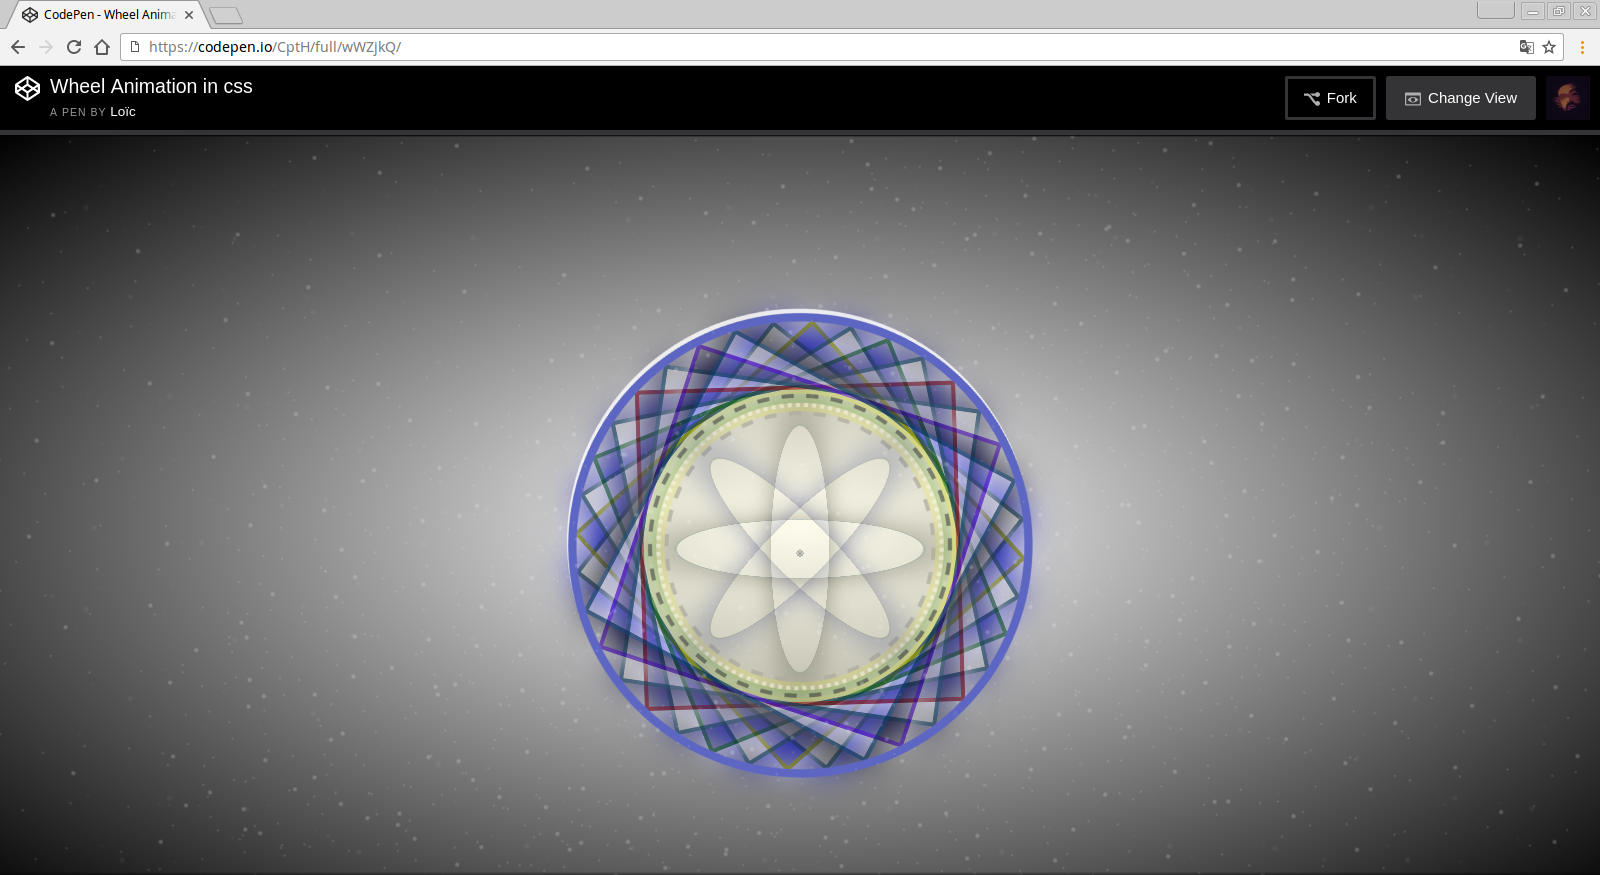 CodePen - Wheel Anima
https://codepen.io/CptH/full/wWZjkQ/
Wheel Animation in css
A PEN BY Loïc
Fork
Change View